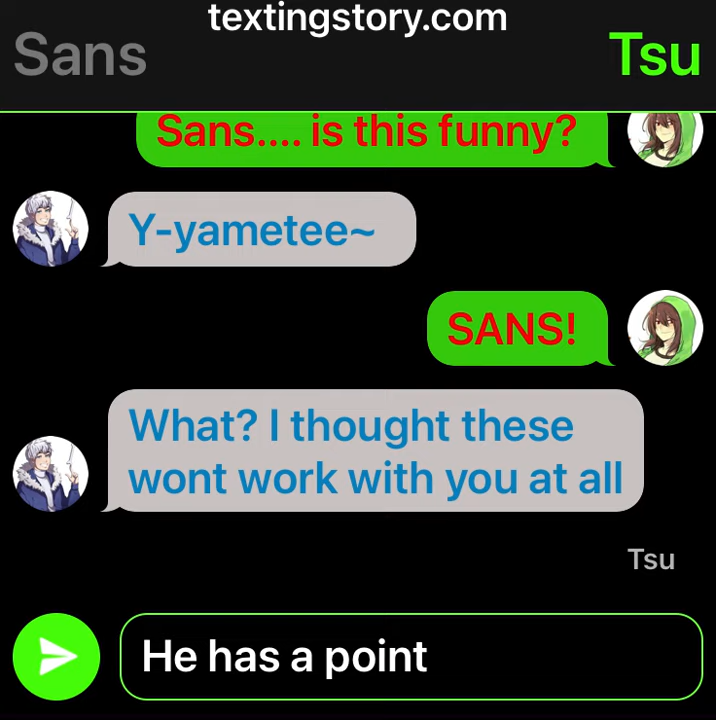 textingstory.com
Sans
Tsu
Sans.... is this funny?
Y-yametee~
SANS!
What? I thought these
wont work with you at all
Tsu
He has a point